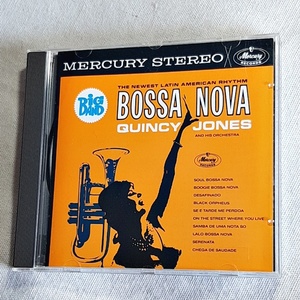 MERCURY STEREO
Mercury
RECORDS
THE NEWEST LATIN AMERICAN RHYTHM
BIG BAND
BOSSA NOVA
QUINCY JONES
AND HIS ORCHESTRA
Mercury
SOUL BOSSA NOVA
BOOGIE BOSSA NOVA
DESAFINADO
BLACK ORPHEUS
SE E TARDE ME PERDOA
ON THE STREET WHERE YOU LIVE
SAMBA DE UMA NOTA SO
LALO BOSSA NOVA
SERENATA
CHEGA DE SAUDADE